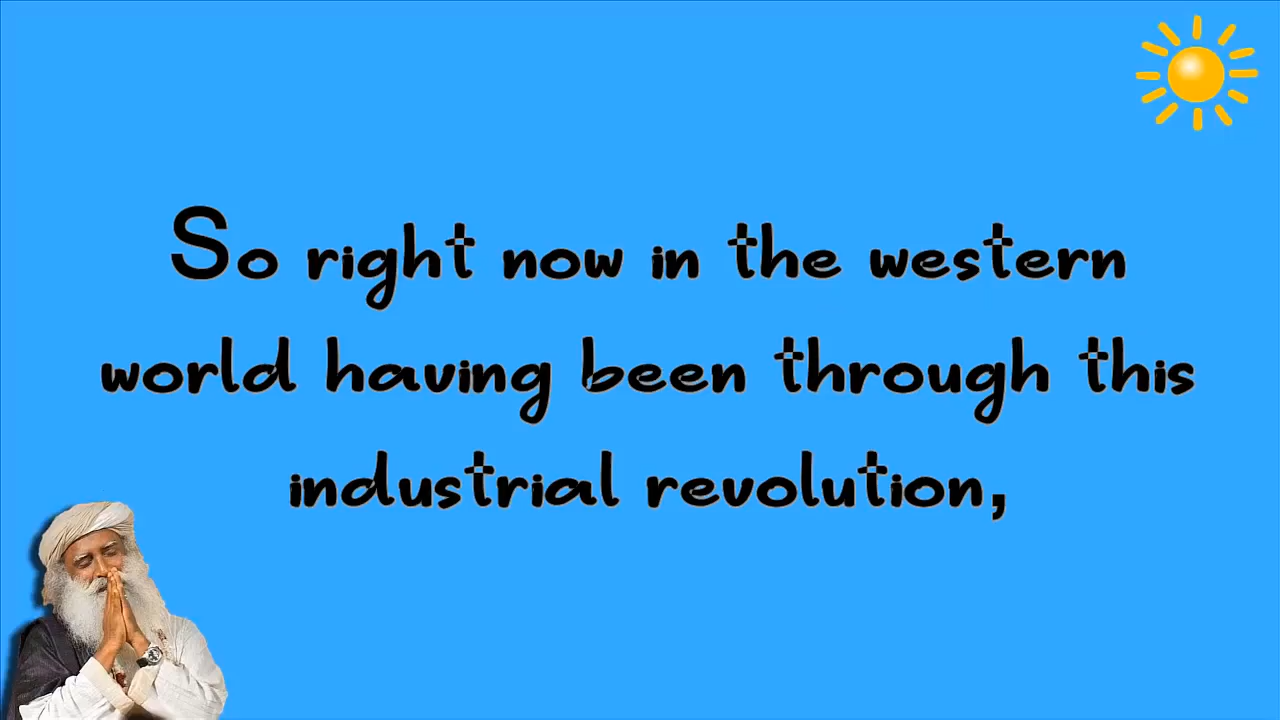 So right now in the western
world having been through this
industrial revolution,